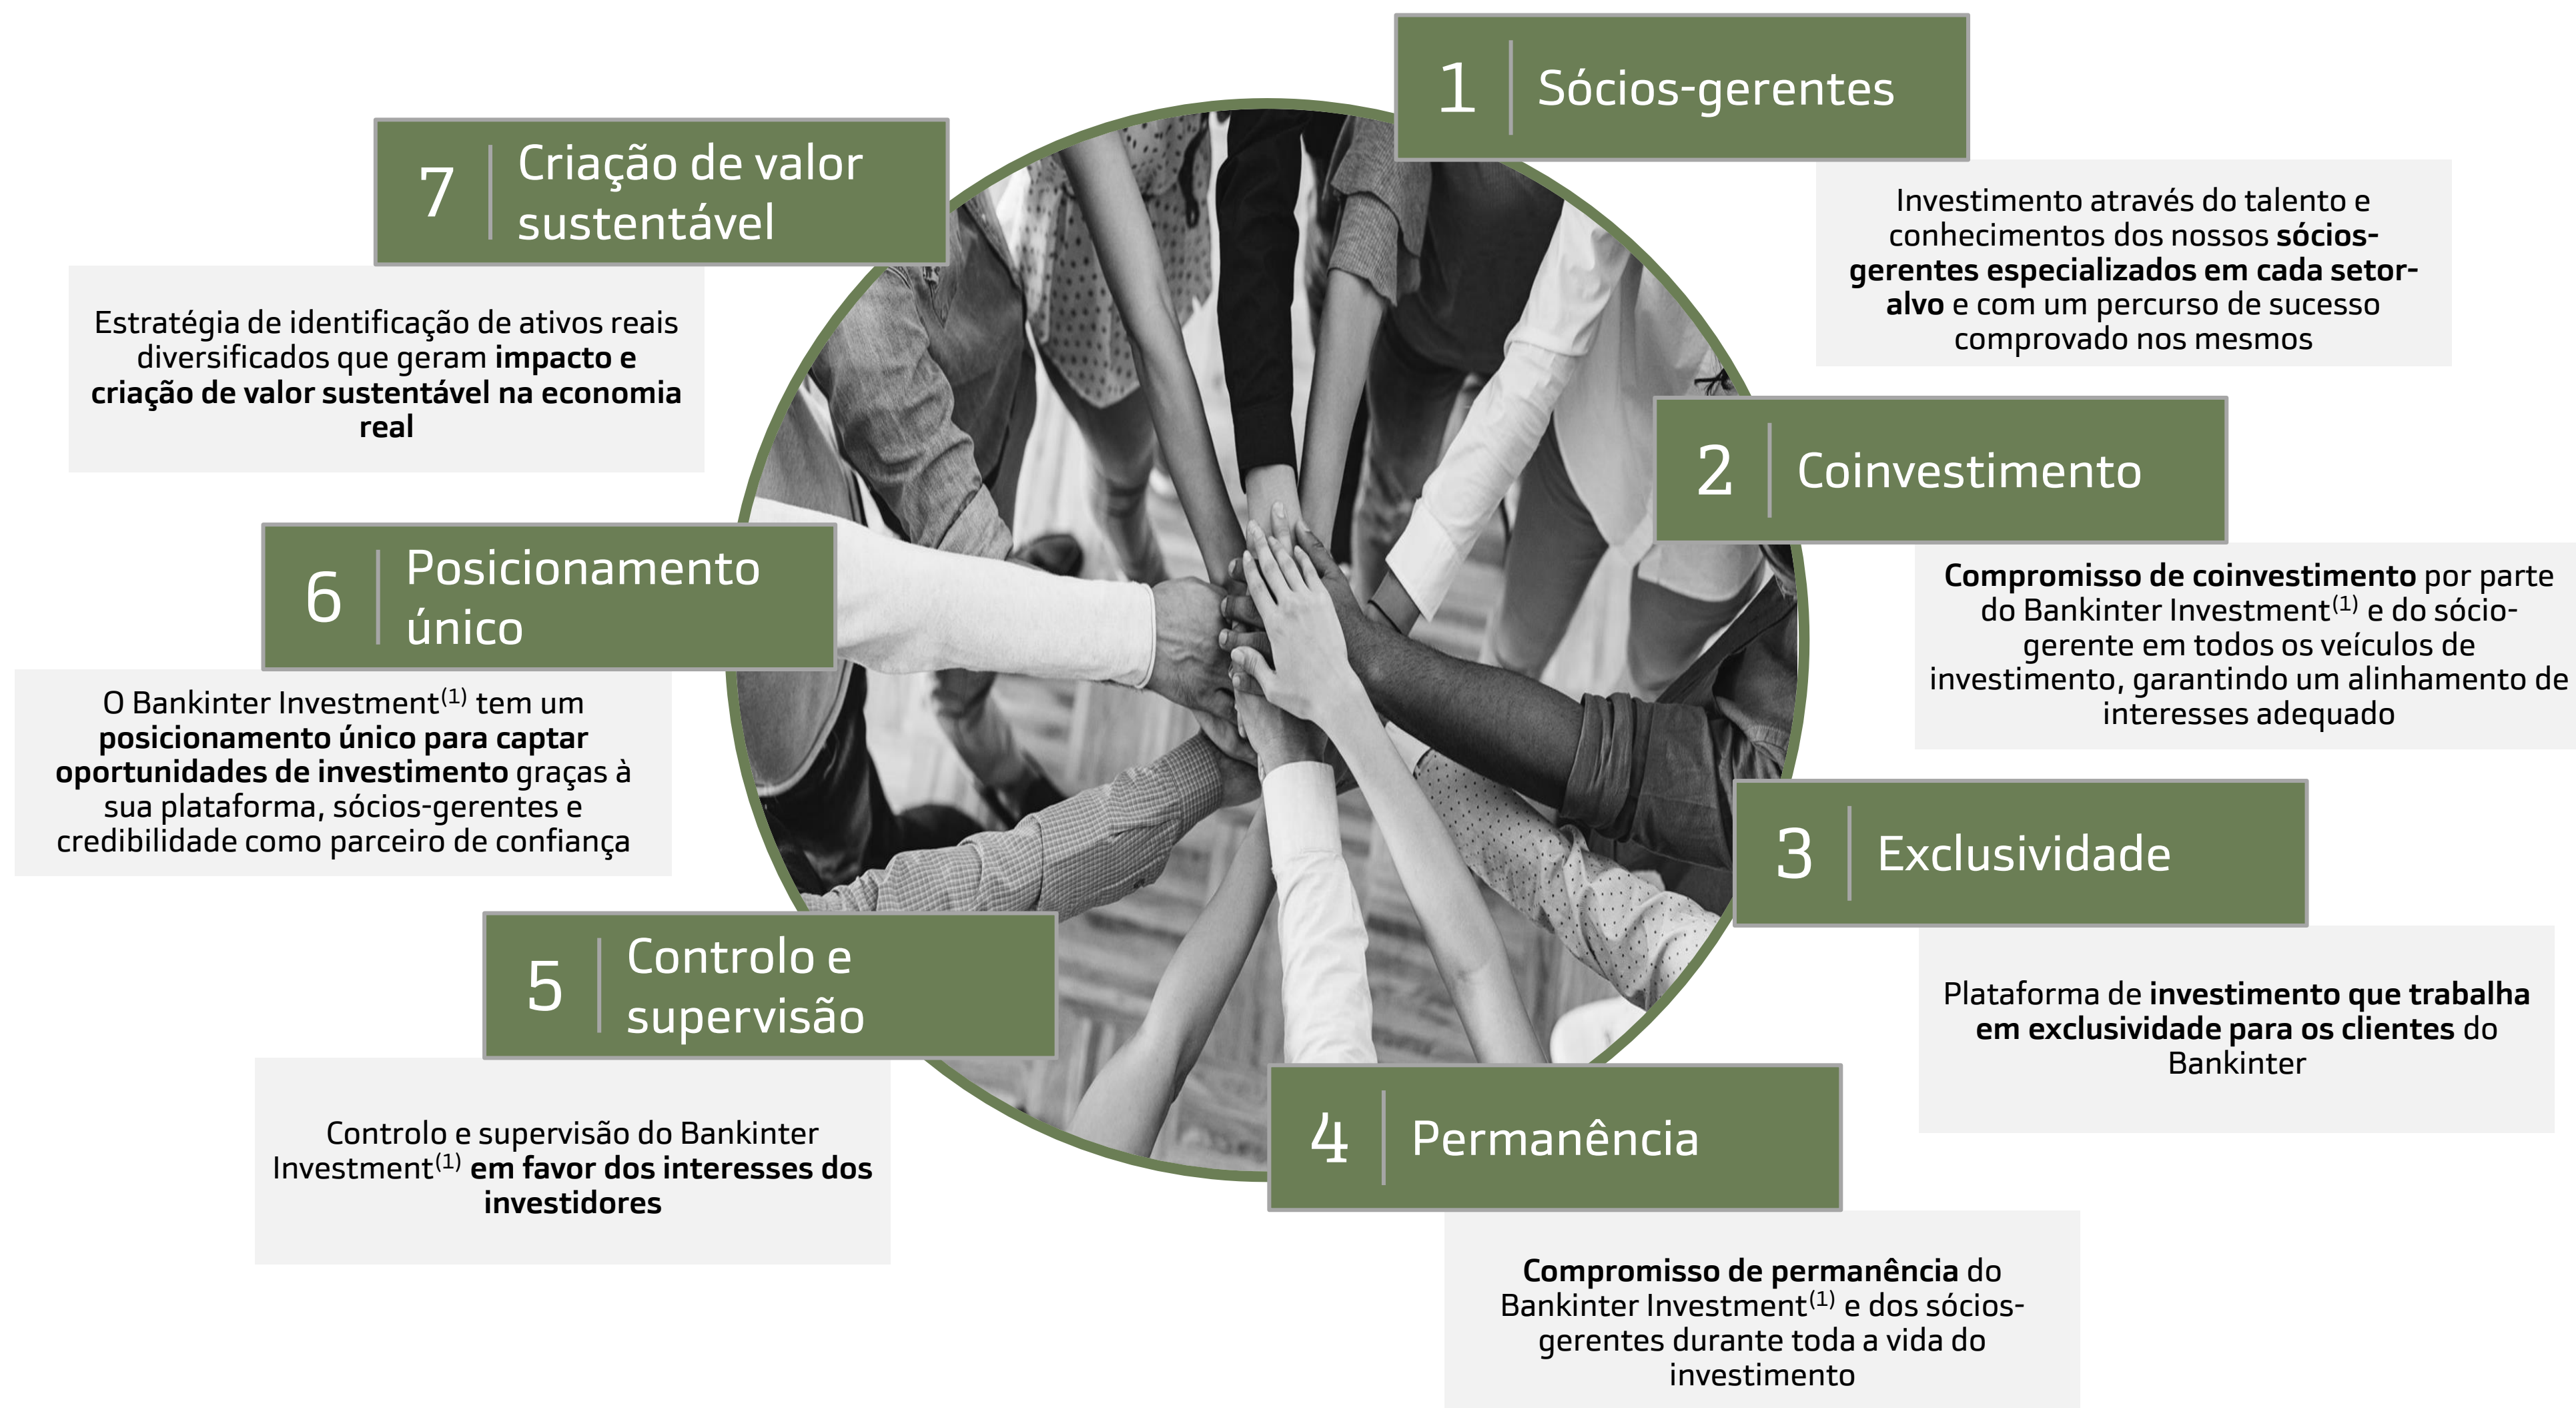 1 Sócios-gerentes
Investimento através do talento e
conhecimentos dos nossos sócios-
gerentes especializados em cada setor-
alvo e com um percurso de sucesso
comprovado nos mesmos
2 Coinvestimento
Compromisso de coinvestimento por parte
do Bankinter Investment(1) e do sócio-
gerente em todos os veículos de
investimento, garantindo um alinhamento de
interesses adequado
3 Exclusividade
Plataforma de investimento que trabalha
em exclusividade para os clientes do
Bankinter
4 Permanência
Compromisso de permanência do
Bankinter Investment(1) e dos sócios-
gerentes durante toda a vida do
investimento
5 Controlo e
supervisão
Controlo e supervisão do Bankinter
Investment(1) em favor dos interesses dos
investidores
6 Posicionamento
único
O Bankinter Investment(1) tem um
posicionamento único para captar
oportunidades de investimento graças à
sua plataforma, sócios-gerentes e
credibilidade como parceiro de confiança
7 Criação de valor
sustentável
Estratégia de identificação de ativos reais
diversificados que geram impacto e
criação de valor sustentável na economia
real